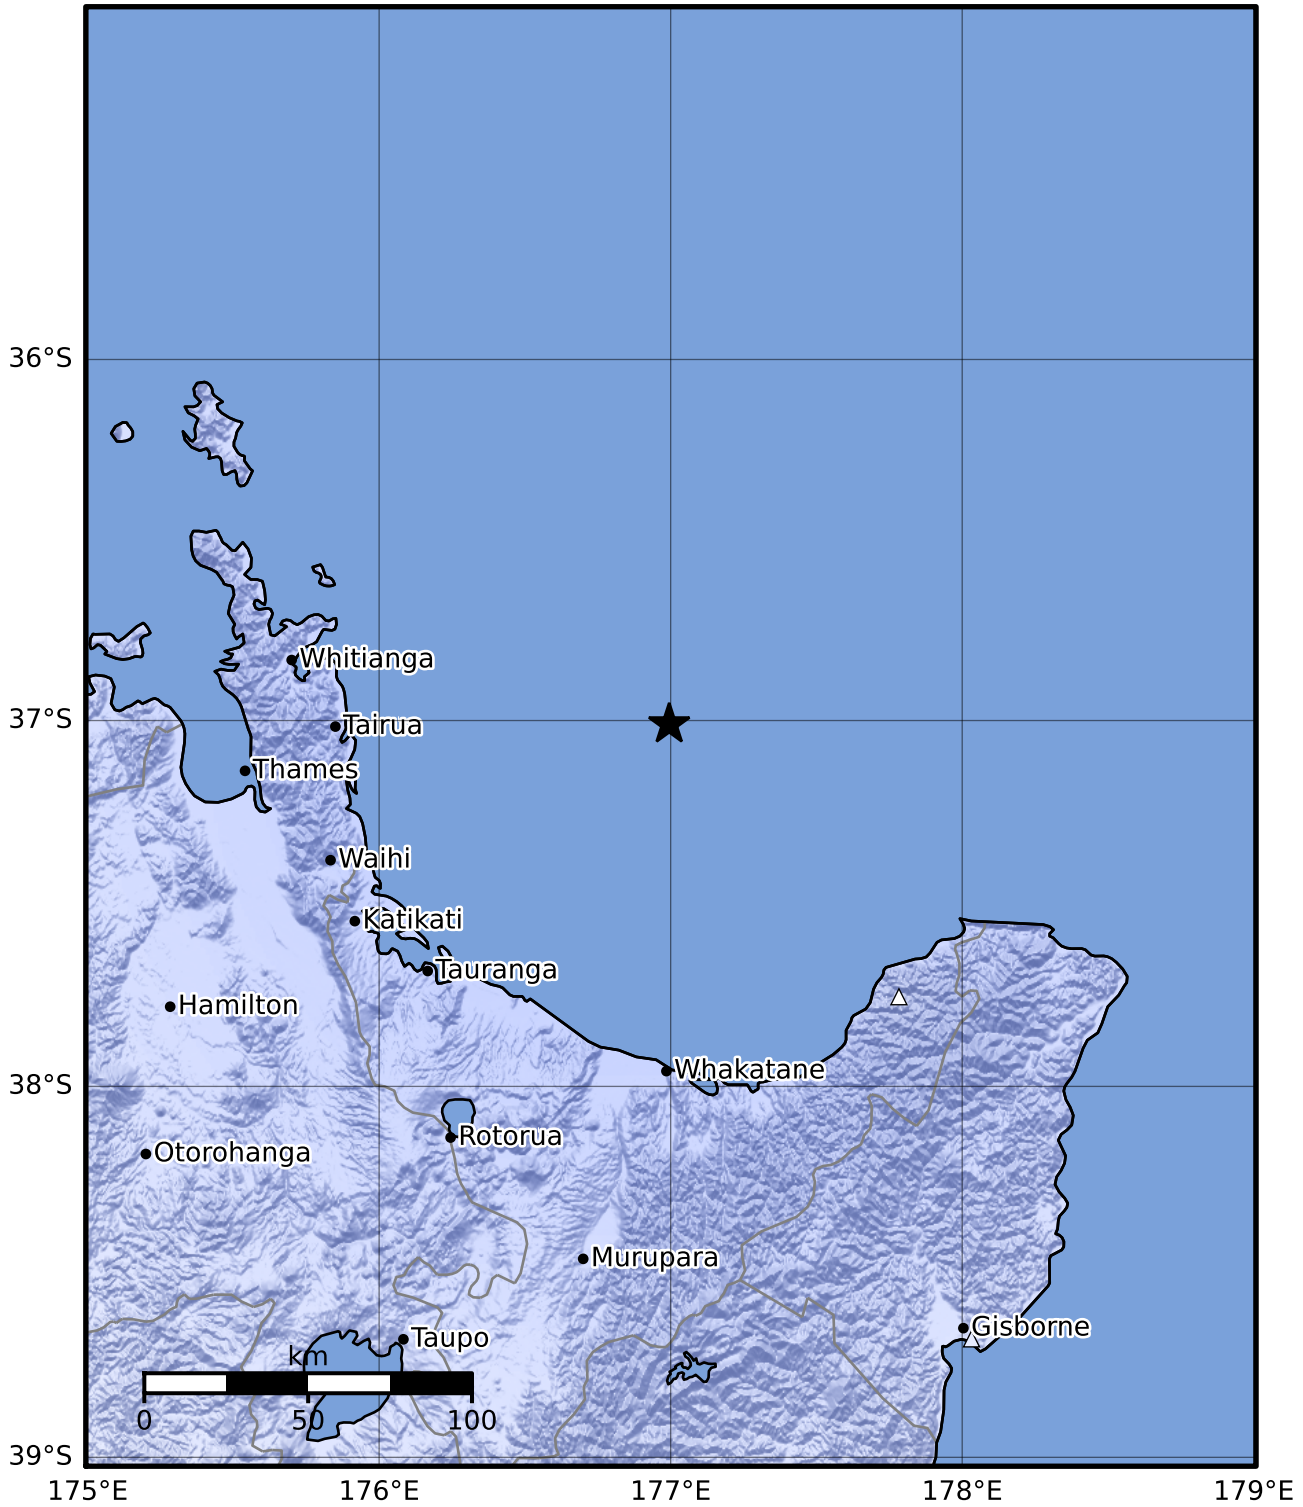 36°S
Whitianga
37°S
Tairua
Thames
Waihi
Katikati
Tauranga
Hamilton
Whakatane
38°S
Rotorua
Otorohanga
Murupara
Gisborne
Taupo
km
0 50 100
39°S
175°E 176°E 177°E 178°E 179°E